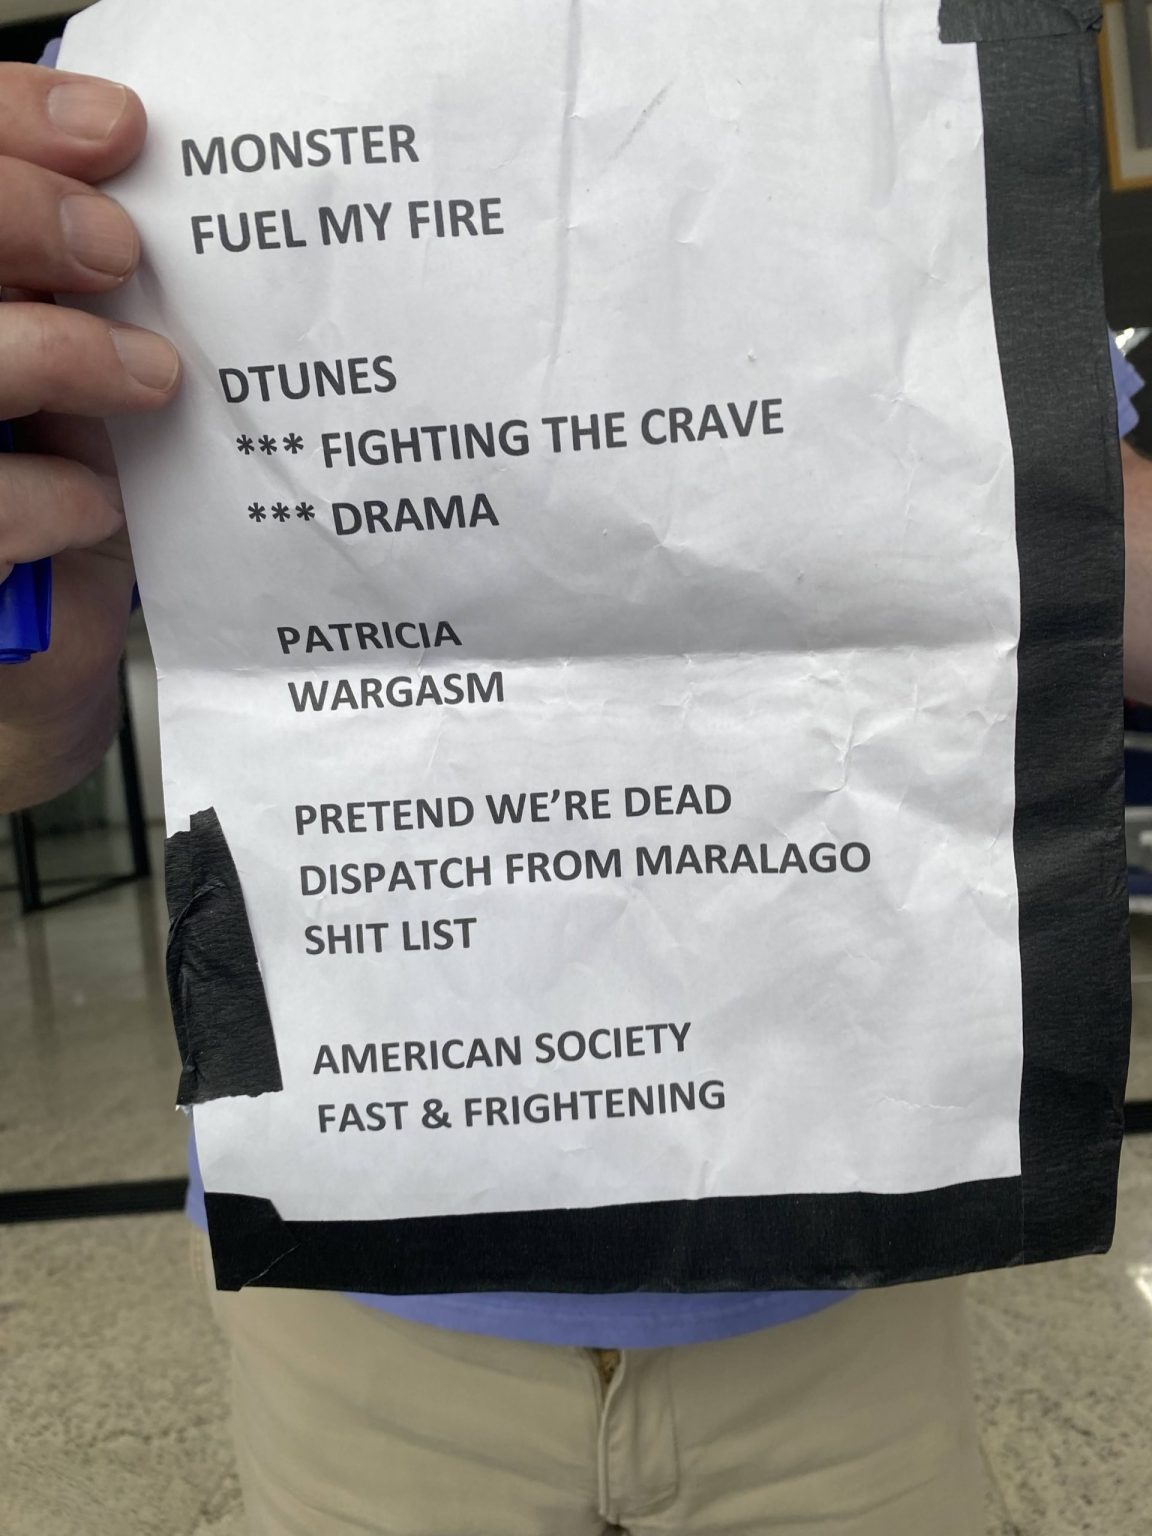 MONSTER
FUEL MY FIRE
DTUNES
*** FIGHTING THE CRAVE
*** DRAMA
PATRICIA
WARGASM
PRETEND WE’RE DEAD
DISPATCH FROM MARALAGO
SHIT LIST
AMERICAN SOCIETY
FAST & FRIGHTENING